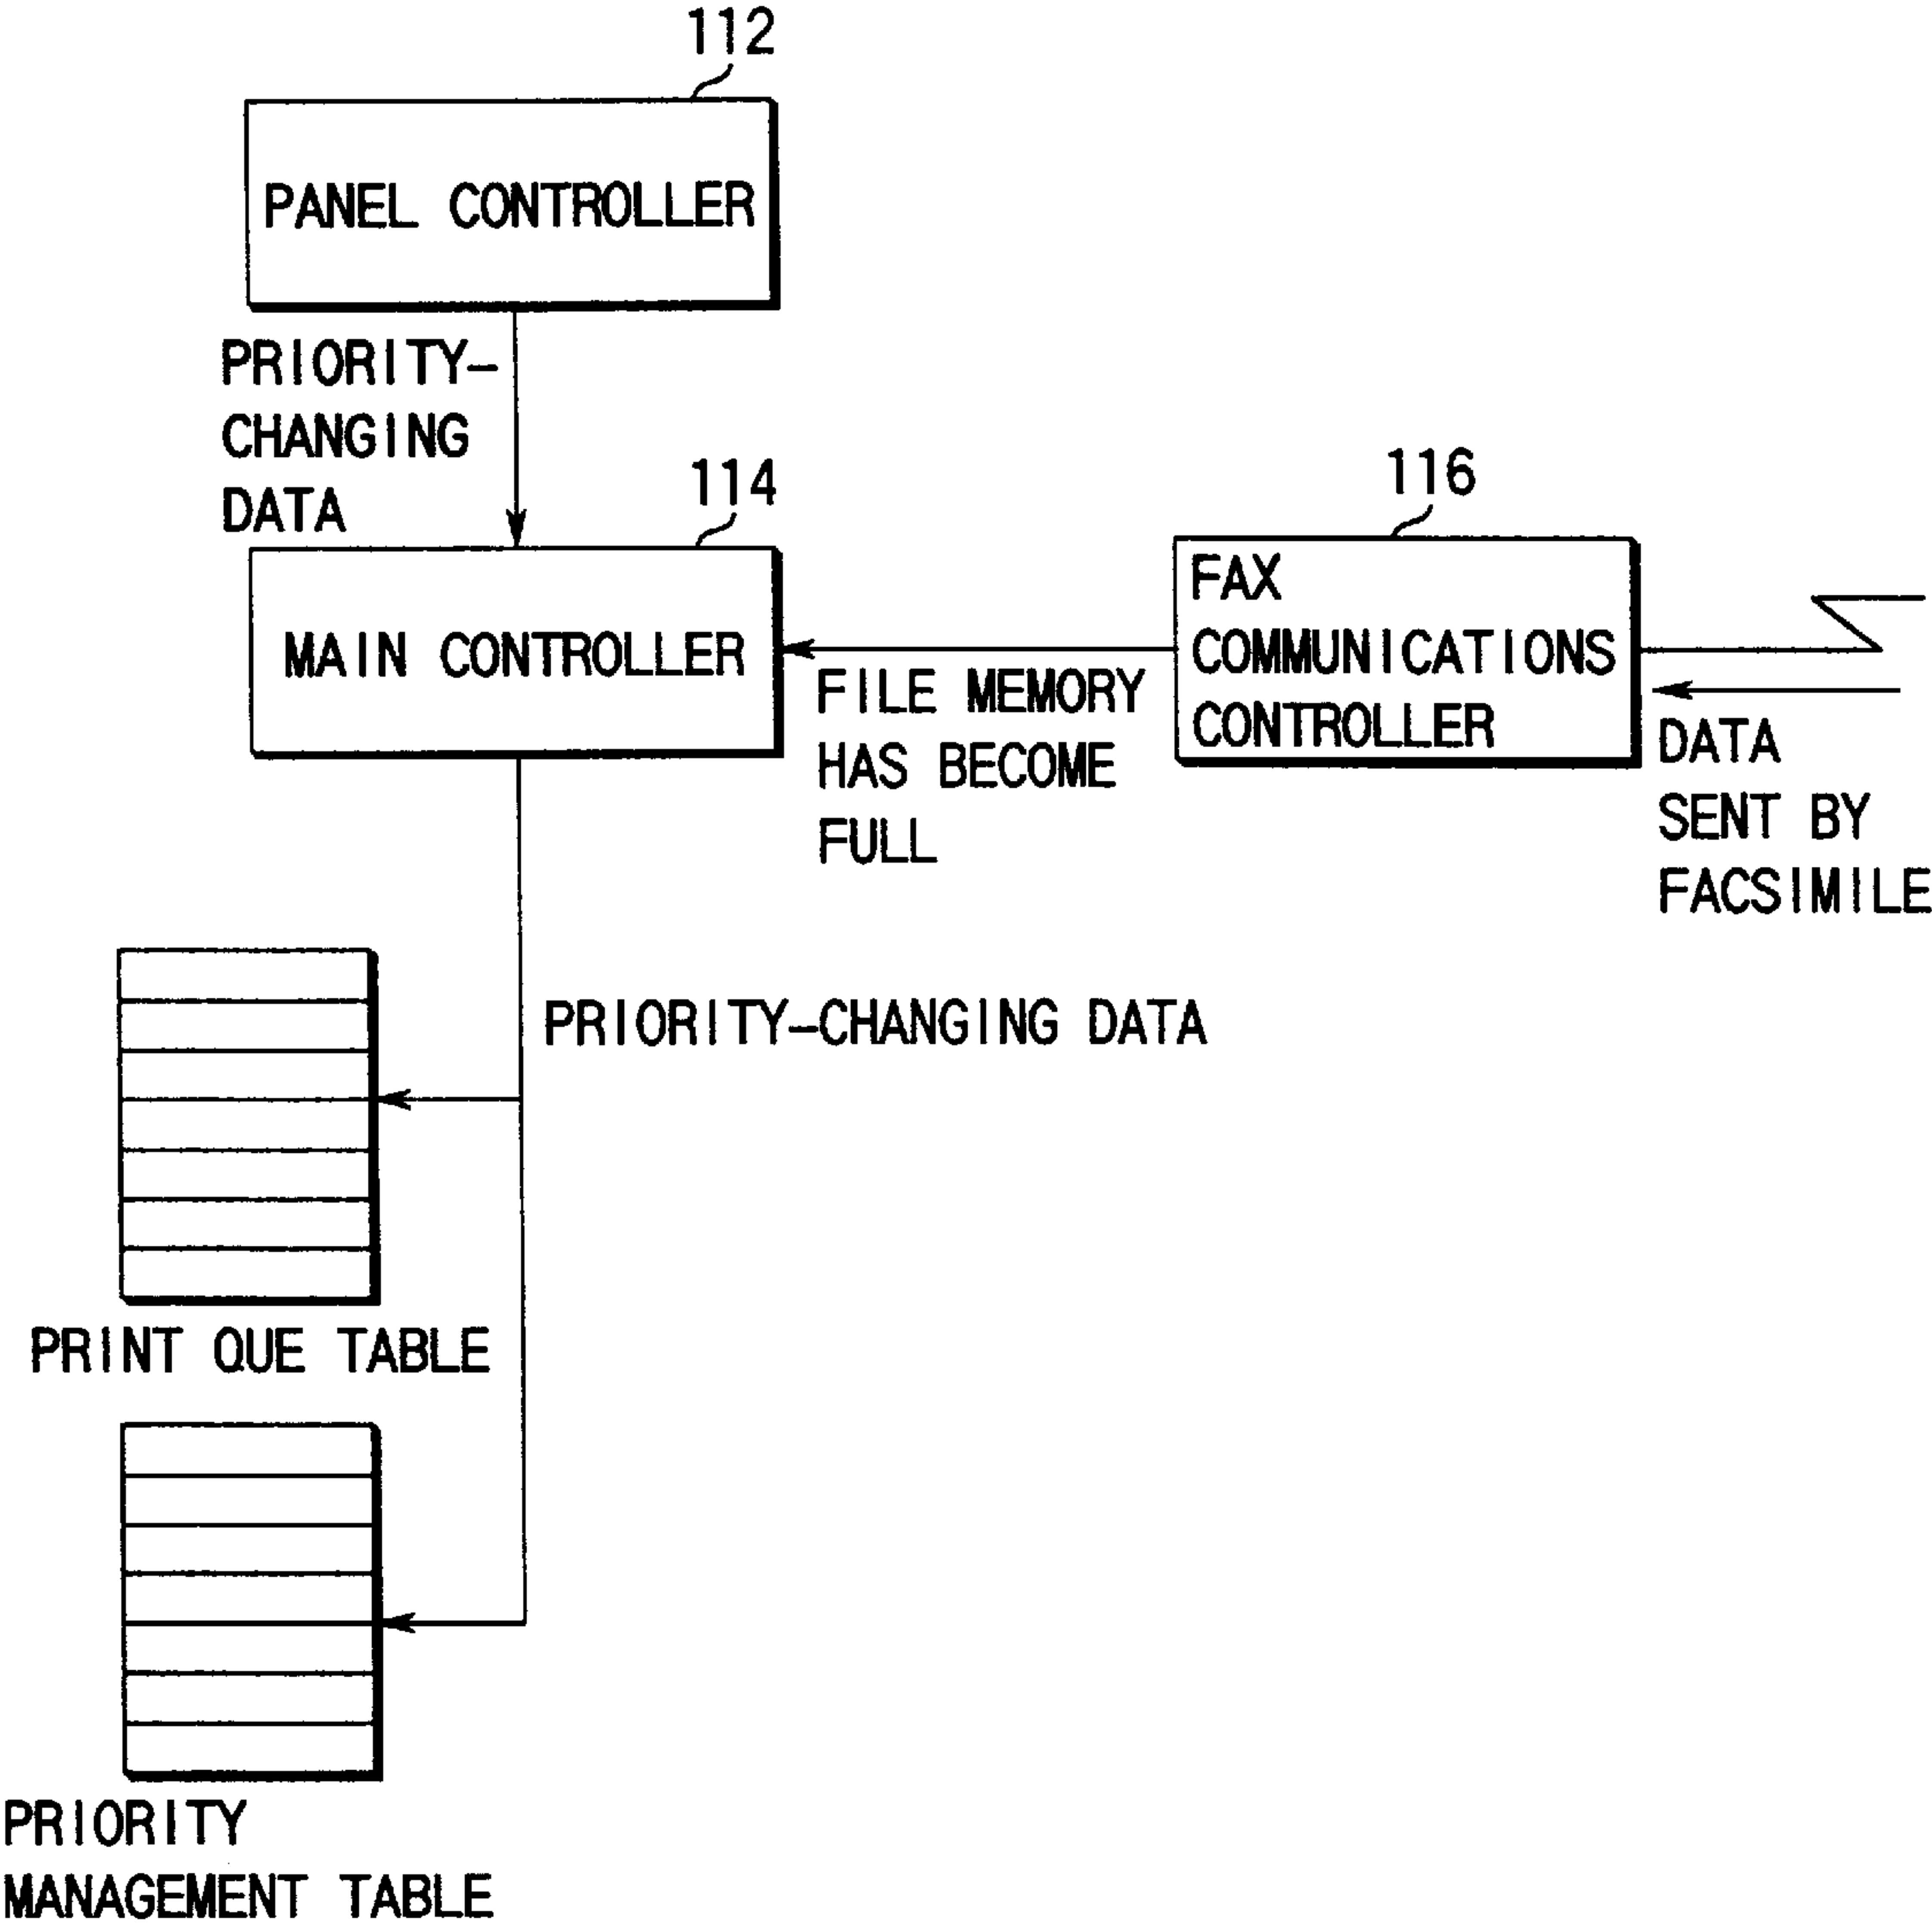 112
PANEL CONTROLLER
PRIORITY-
CHANGING
DATA
114
MAIN CONTROLLER
116
FAX
COMMUNICATIONS
CONTROLLER
FILE MEMORY
HAS BECOME
FULL
DATA
SENT BY
FACSIMILE
PRIORITY-CHANGING DATA
PRINT QUE TABLE
PRIORITY
MANAGEMENT TABLE